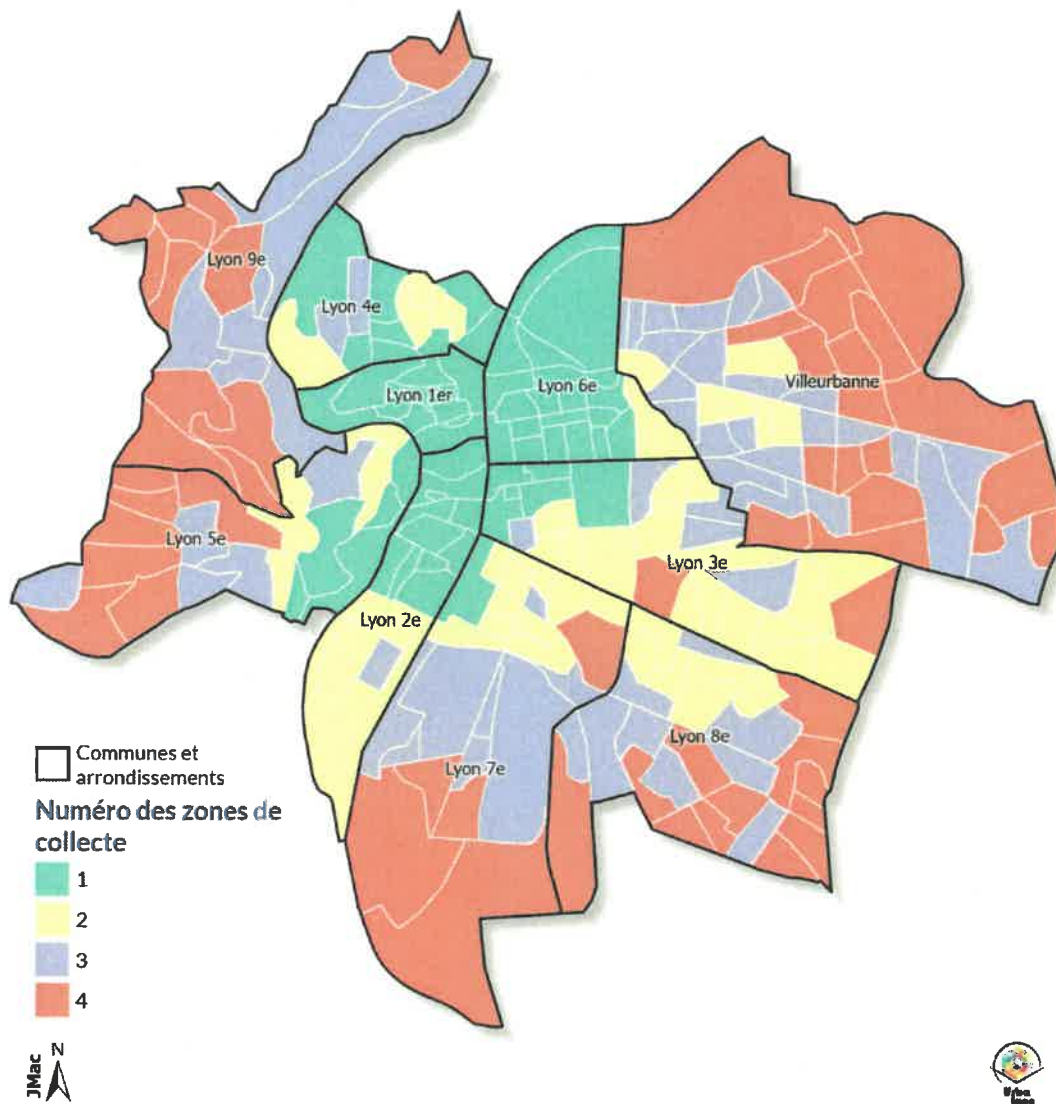 Lyon 9e
Lyon 4e
Lyon 1er
Lyon 6e
Villeurbanne
Lyon 5e
Lyon 3e
Lyon 2e
Lyon 7e
Lyon 8e
Communes et
arrondissements
Numéro des zones de
collecte
1
2
3
4
JMac
N